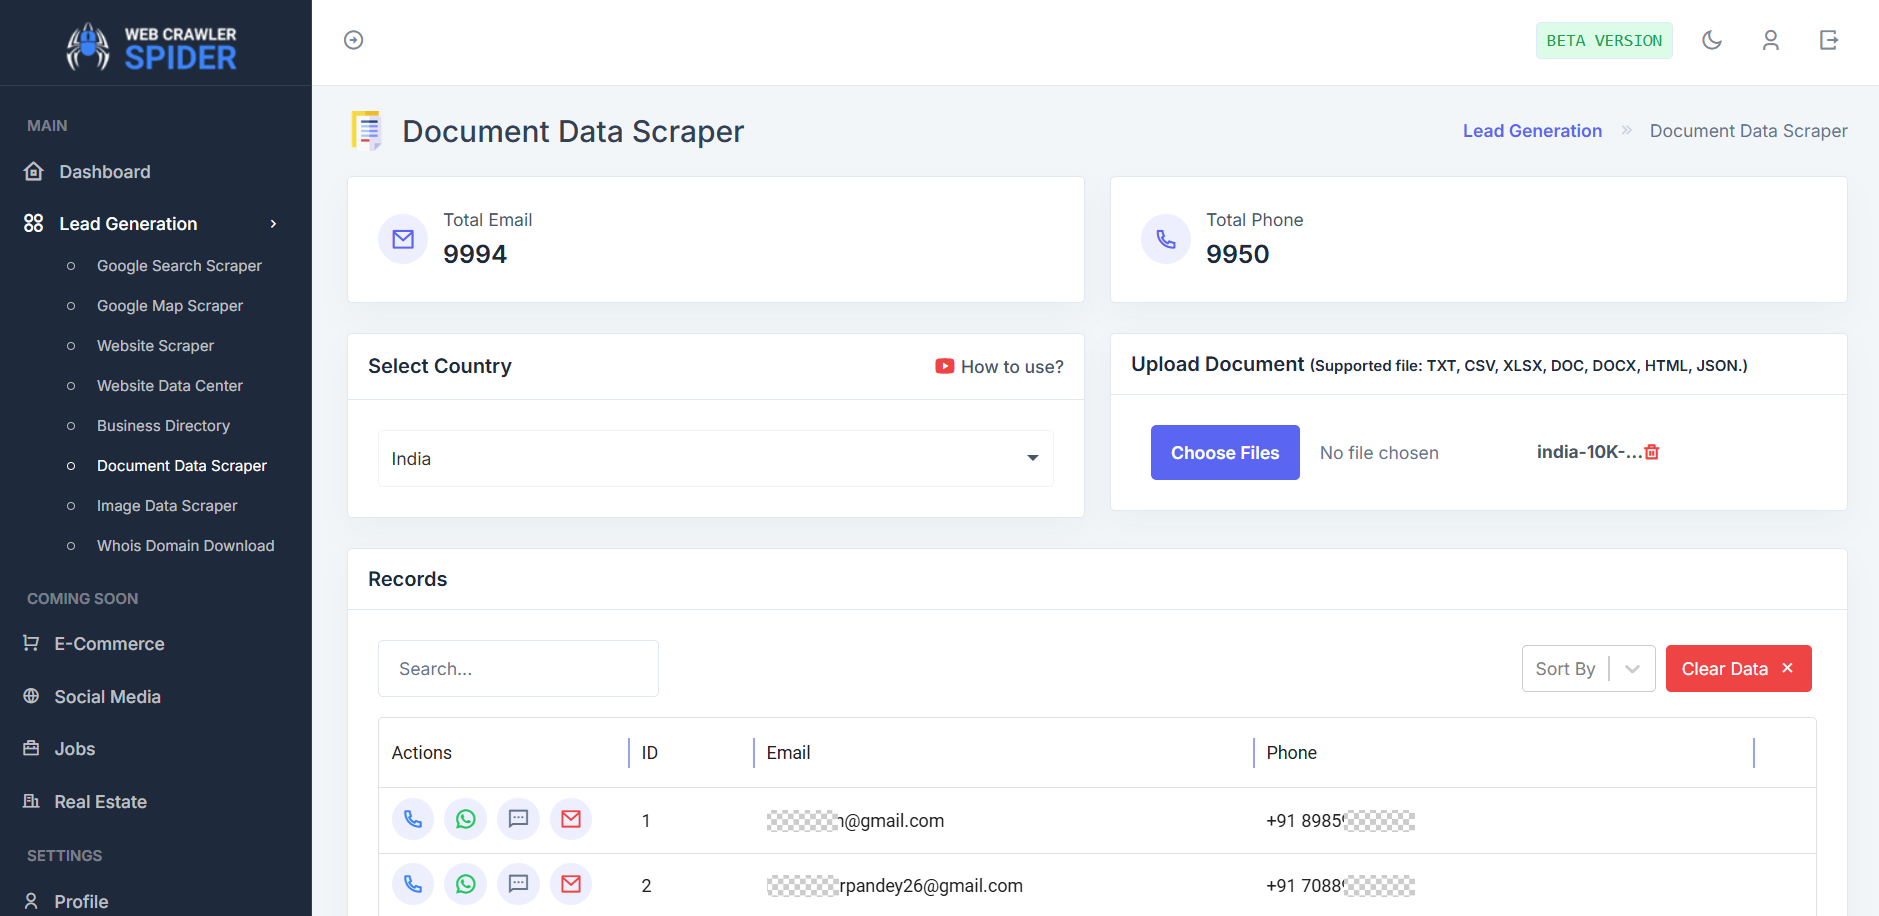 WEB CRAWLER
SPIDER
BETA VERSION
MAIN
Dashboard
Lead Generation
Google Search Scraper
Google Map Scraper
Website Scraper
Website Data Center
Business Directory
Document Data Scraper
Image Data Scraper
Whois Domain Download
COMING SOON
E-Commerce
Social Media
Jobs
Real Estate
SETTINGS
Profile
Document Data Scraper
Lead Generation » Document Data Scraper
Total Email
9994
Total Phone
9950
Select Country
How to use?
India
Upload Document (Supported file: TXT, CSV, XLSX, DOC, DOCX, HTML, JSON.)
Choose Files No file chosen india-10K-...
Records
Search...
Sort By
Clear Data ×
Actions ID Email Phone
1 @gmail.com +91 8985
2 rpandey26@gmail.com +91 7088